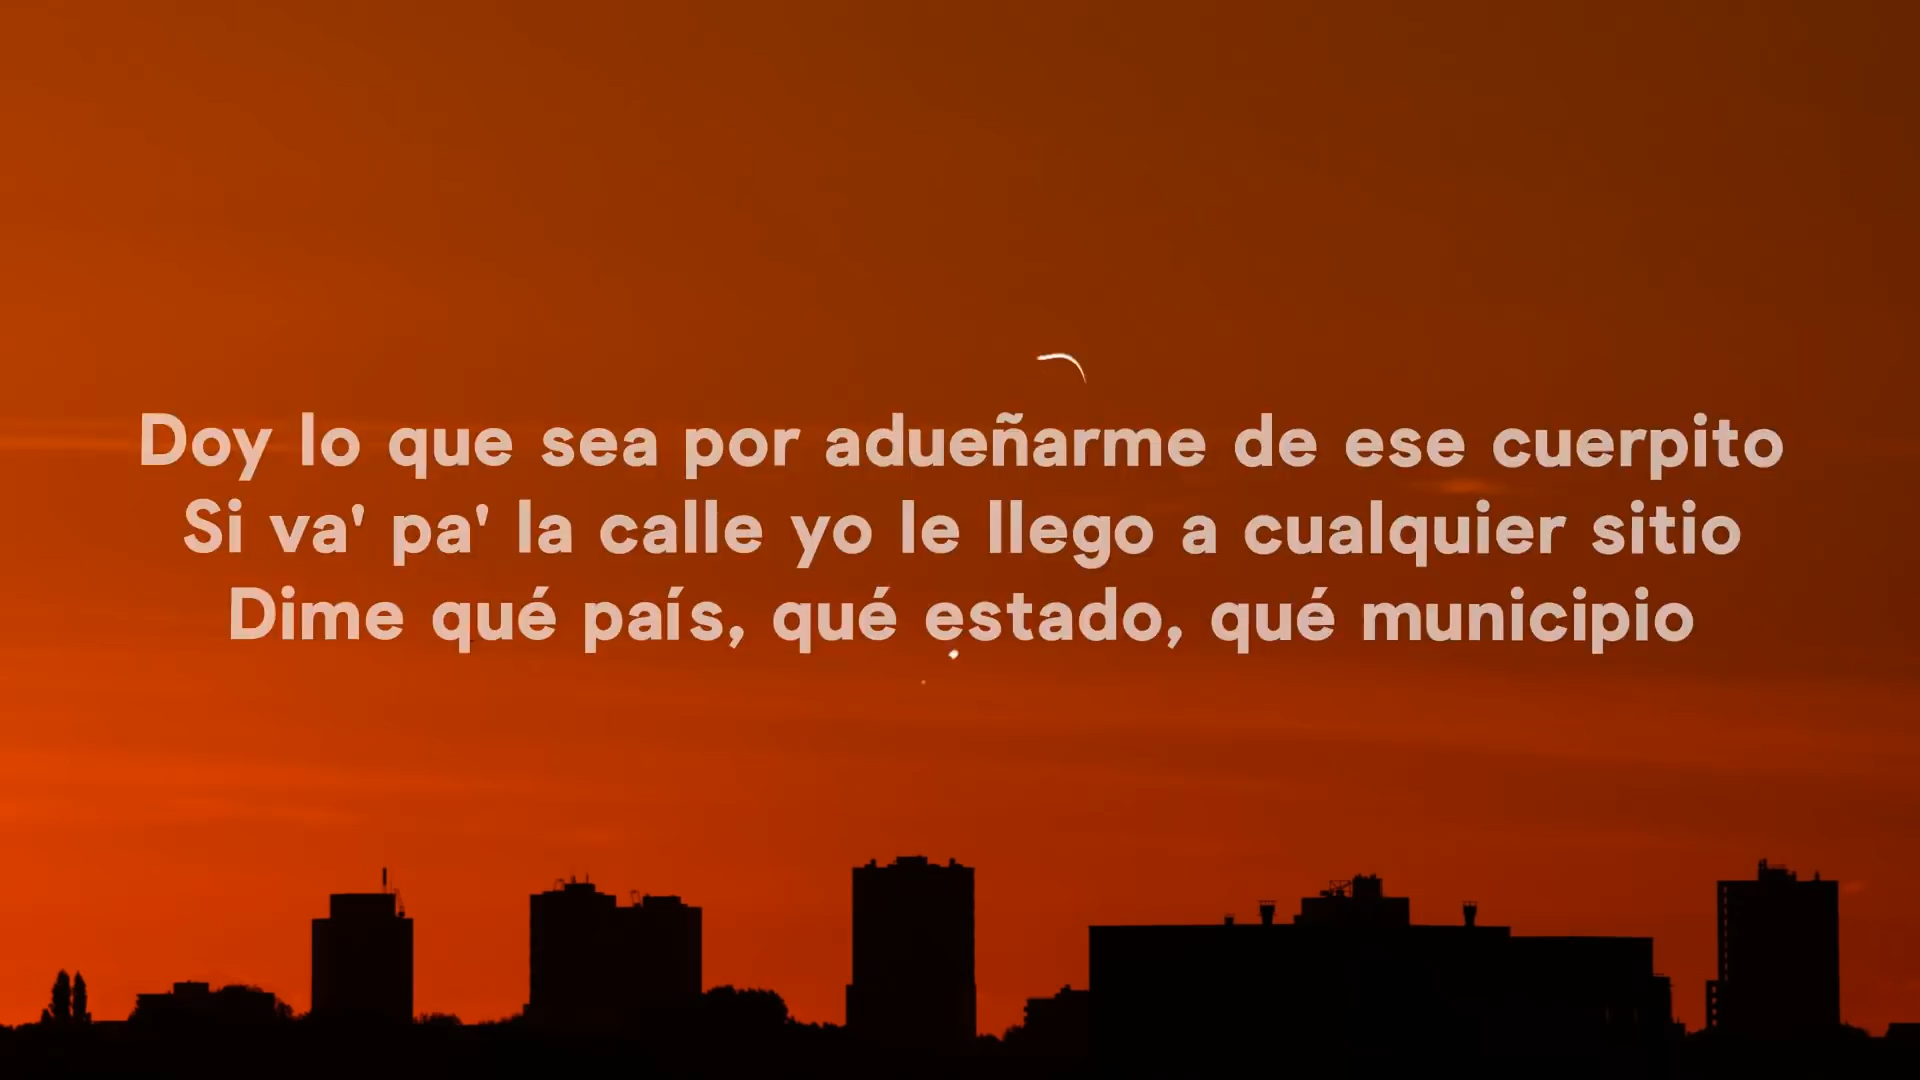 Doy lo que sea por adueñarme de ese cuerpito
Si va' pa' la calle yo le llego a cualquier sitio
Dime qué país, qué estado, qué municipio